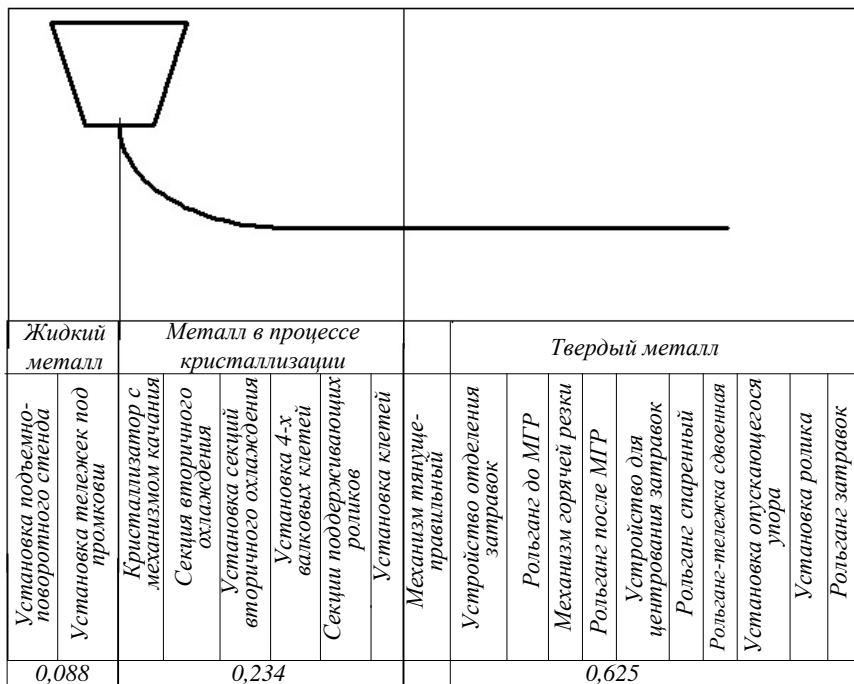 Жидкий
металл
Металл в процессе
кристаллизации
Твердый металл
Установка подъемно-
поворотного стенда
Установка тележек под
промковш
Кристаллизатор с
механизмом качания
Секция вторичного
охлаждения
Установка секций
вторичного охлаждения
Установка 4-х
валковых клетей
Секции поддерживающих
роликов
Установка клетей
Механизм тянуще-
правильный
Устройство отделения
затравок
Рольганг до МГР
Механизм горячей резки
Рольганг после МГР
Устройство для
центрования затравок
Рольганг спаренный
Рольганг-тележка сдвоенная
Установка опускающегося
упора
Установка ролика
Рольганг затравок
0,088
0,234
0,625